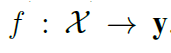 f : 𝒳 → 𝐲